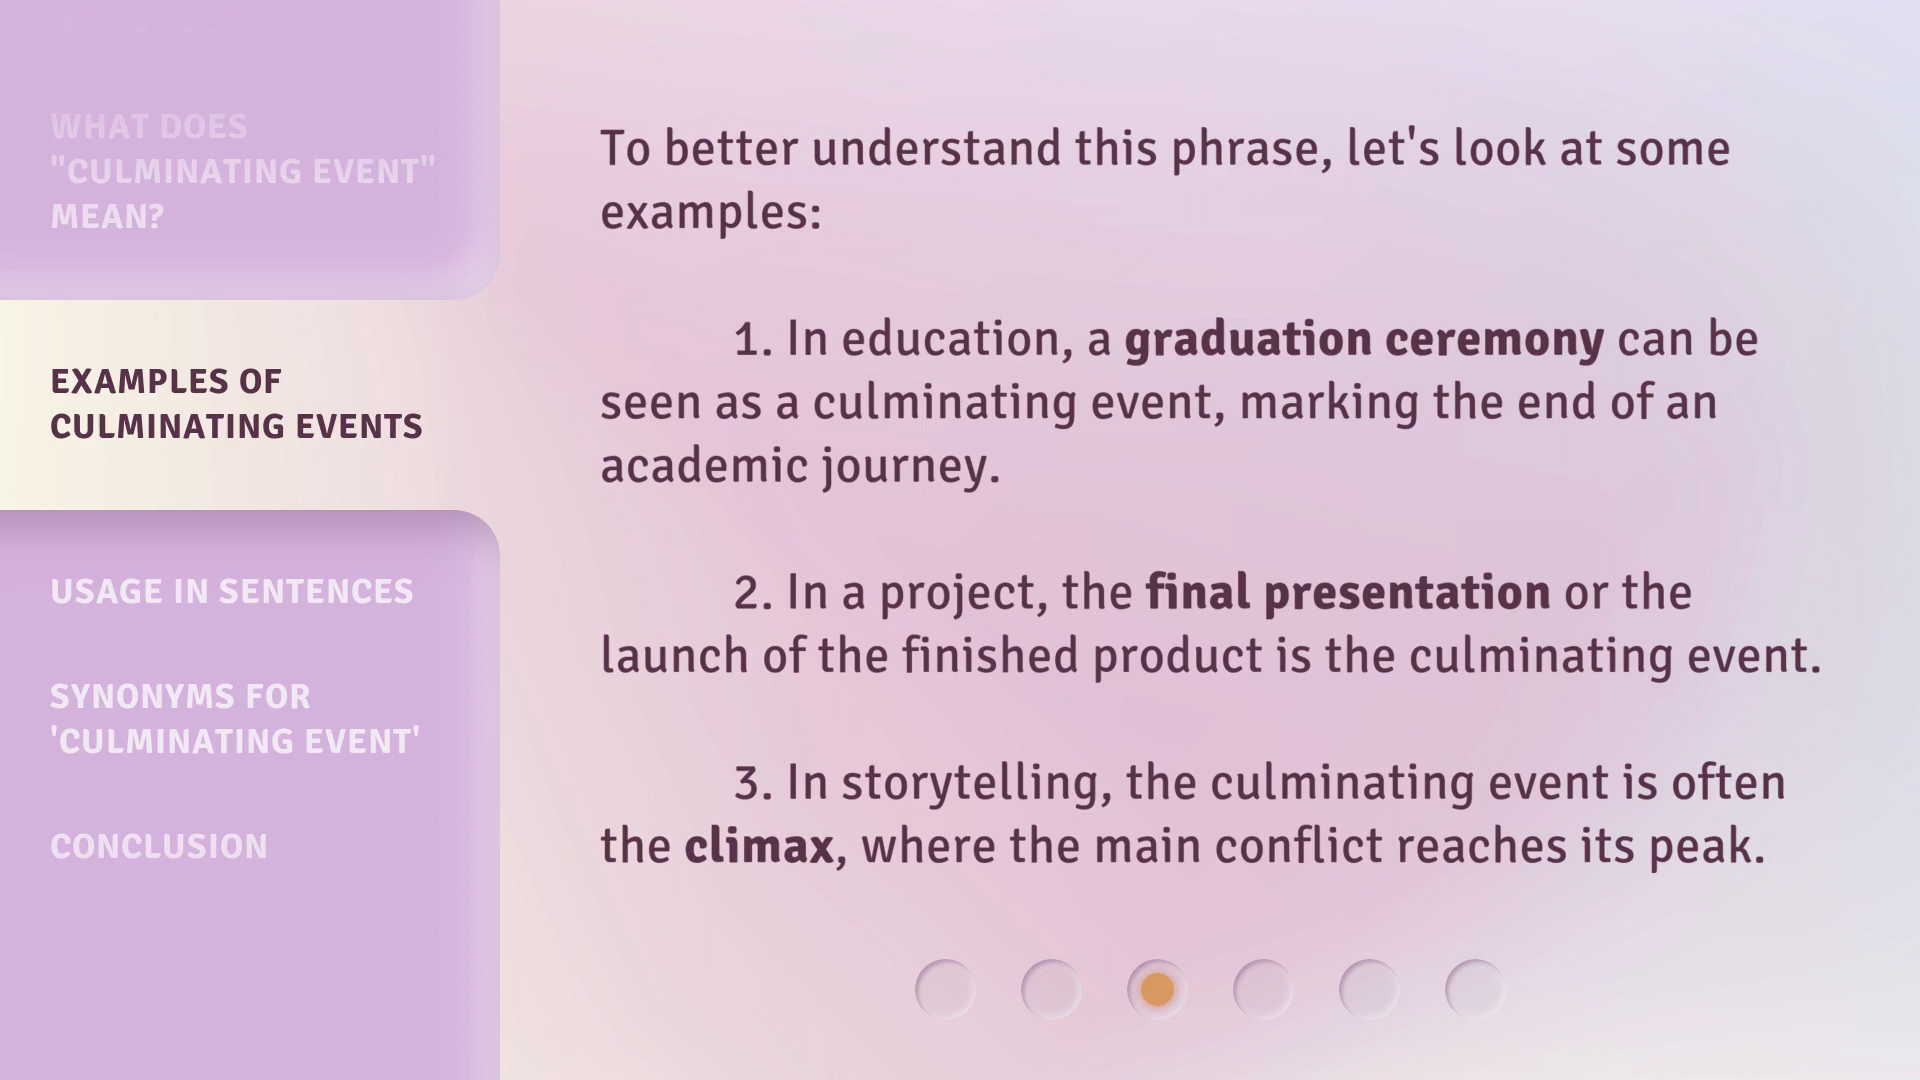 INTRODUCTION
WHAT DOES
"CULMINATING EVENT"
MEAN?
EXAMPLES OF
CULMINATING EVENTS
USAGE IN SENTENCES
SYNONYMS FOR
'CULMINATING EVENT'
CONCLUSION
To better understand this phrase, let's look at some
examples:
1. In education, a graduation ceremony can be
seen as a culminating event, marking the end of an
academic journey.
2. In a project, the final presentation or the
launch of the finished product is the culminating event.
3. In storytelling, the culminating event is often
the climax, where the main conflict reaches its peak.